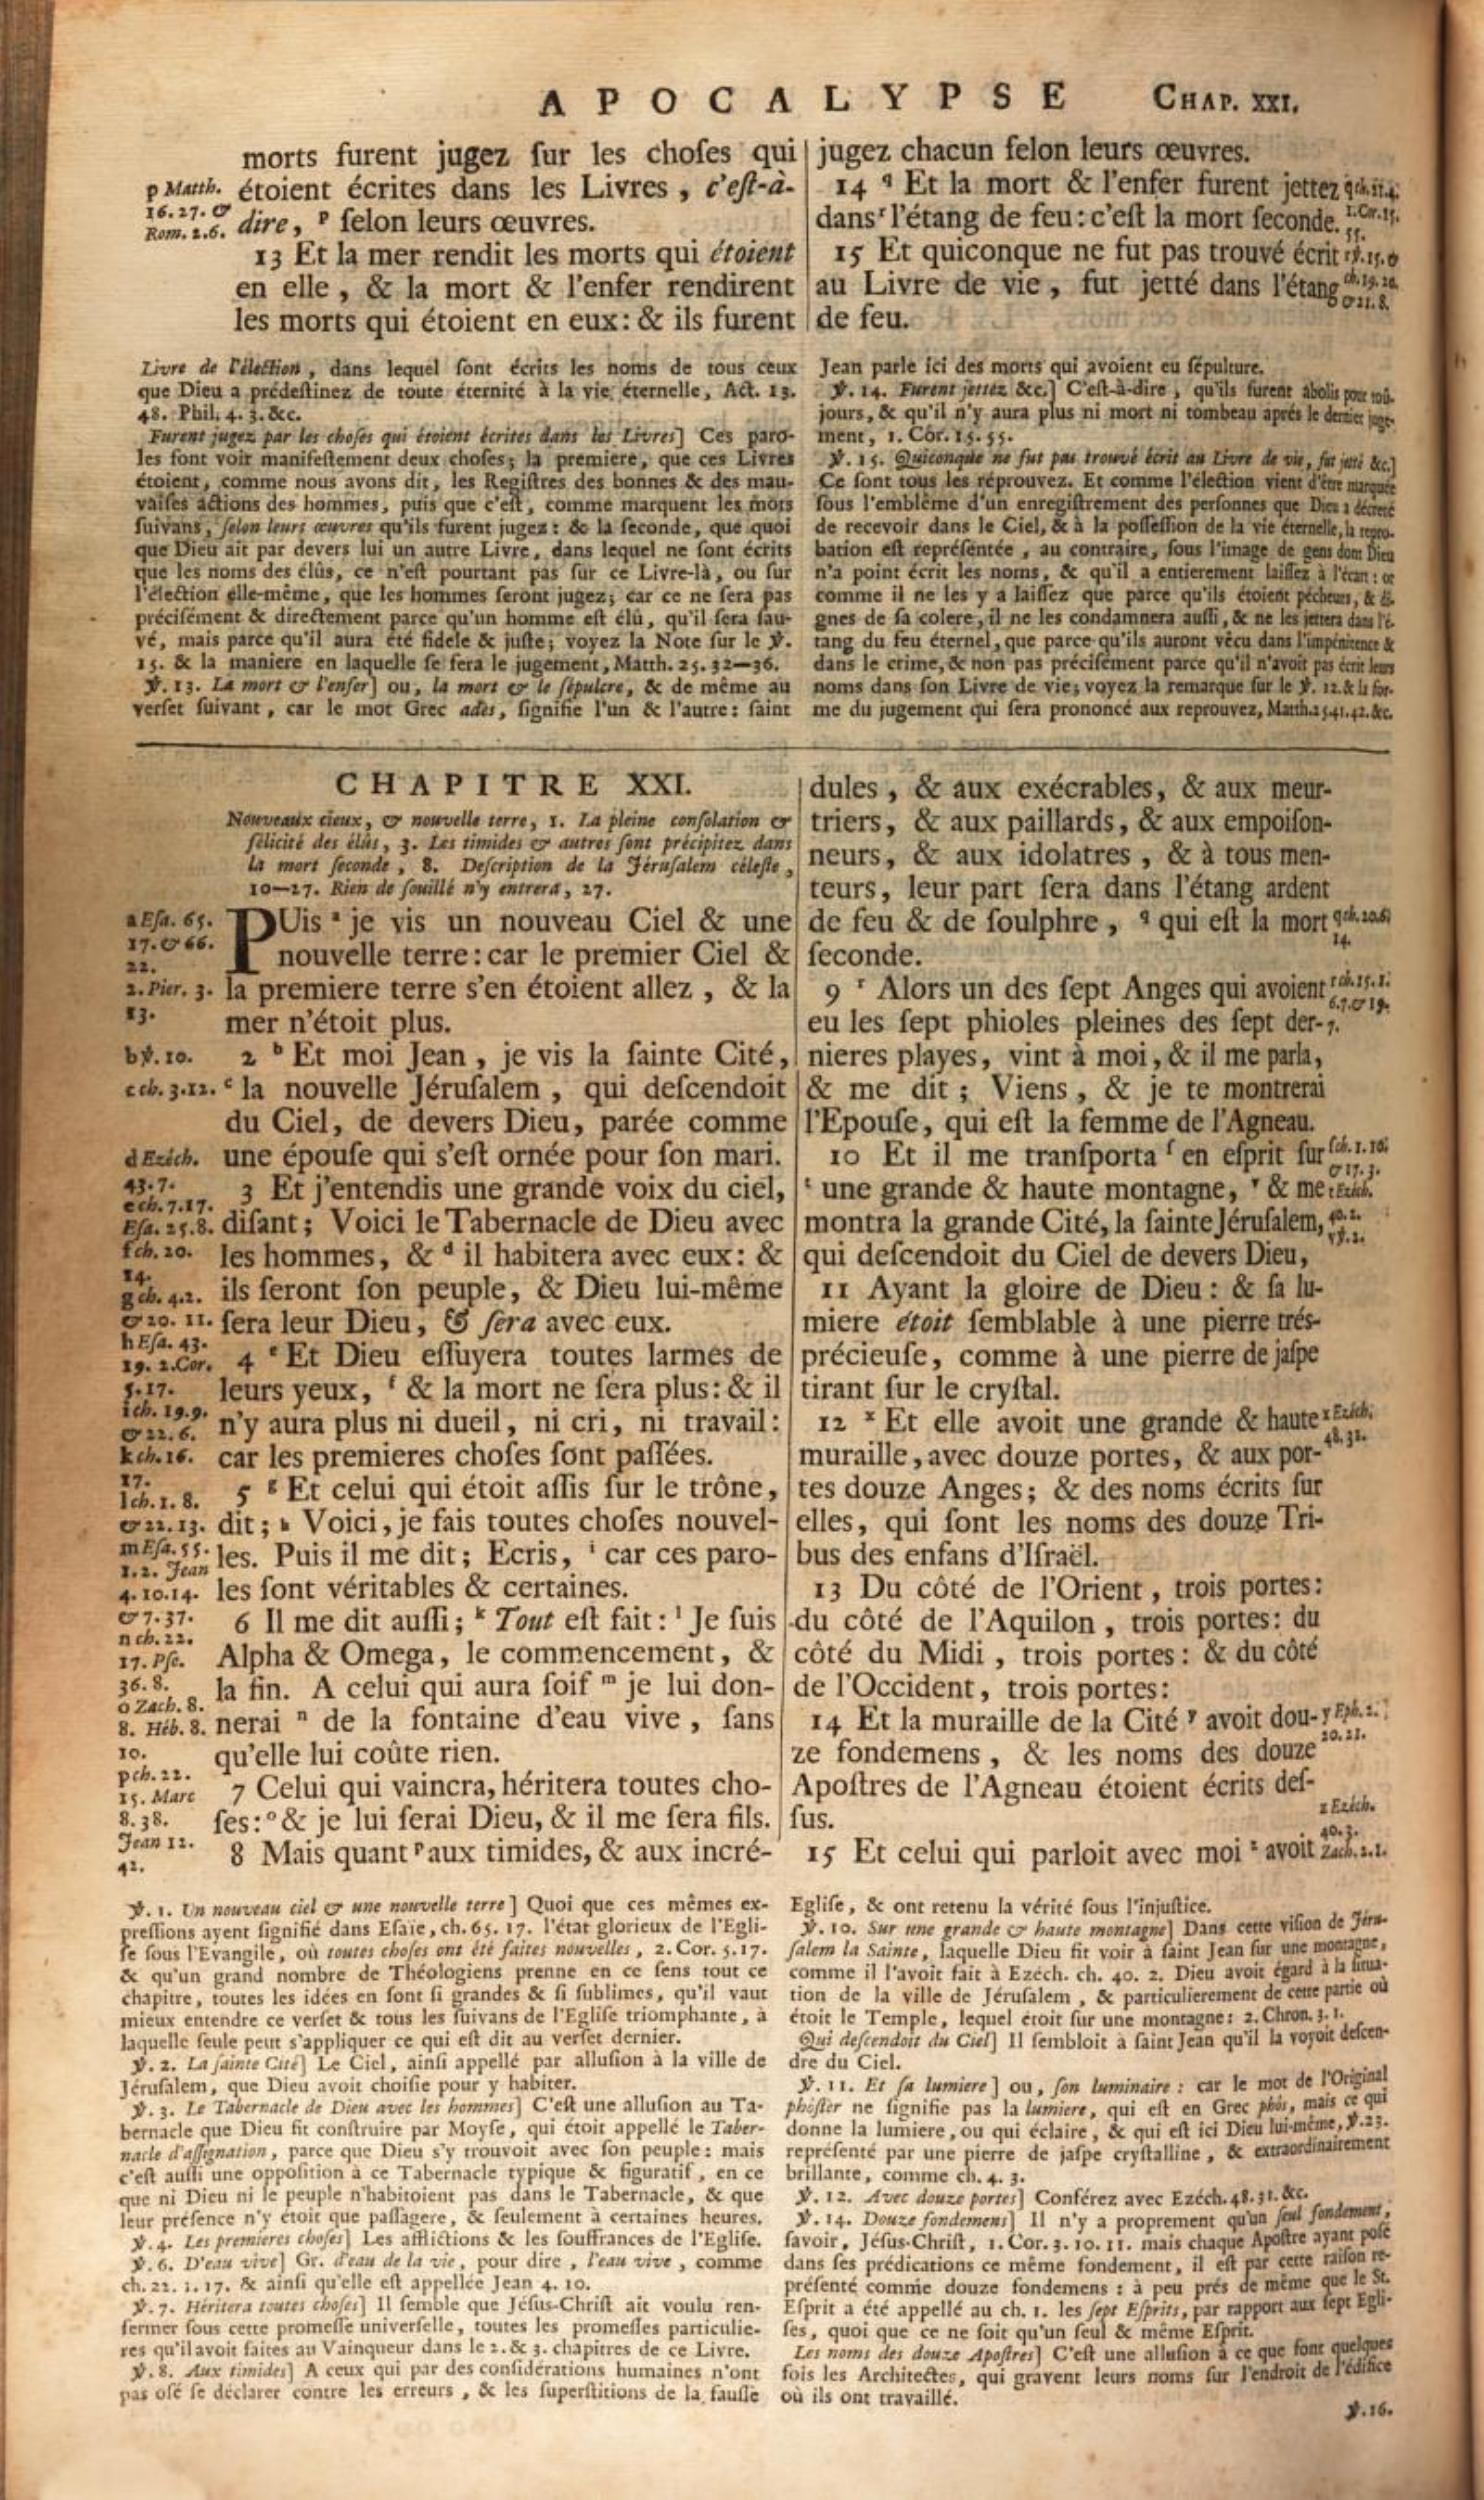 APOCALYPSE CHAP. XXI.
morts furent jugez ſur les choſes qui
étoient écrites dans les Livres, c'eſt-à-
dire, ᵖ ſelon leurs œuvres.
13 Et la mer rendit les morts qui étoient
en elle, & la mort & l'enfer rendirent
les morts qui étoient en eux: & ils furent
p Matth.
16.27. &
Rom. 2.6.
jugez chacun ſelon leurs œuvres.
14 ᑫ Et la mort & l'enfer furent jettez
dans ʳ l'étang de feu: c'eſt la mort ſeconde.
15 Et quiconque ne fut pas trouvé écrit
au Livre de vie, fut jetté dans l'étang
de feu.
1.Cor.15.
55.
r ꝟ.15. &
ch.19.20.
& 21.8.
Livre de l'élection, dans lequel ſont écrits les noms de tous ceux
que Dieu a prédeſtinez de toute éternité à la vie éternelle, Act. 13.
48. Phil. 4. 3. &c.
Furent jugez par les choſes qui étoient écrites dans les Livres] Ces paro-
les font voir manifeſtement deux choſes; la premiere, que ces Livres
étoient, comme nous avons dit, les Regiſtres des bonnes & des mau-
vaiſes actions des hommes, puis que c'eſt, comme marquent les mots
ſuivans, ſelon leurs œuvres qu'ils furent jugez: & la ſeconde, que quoi
que Dieu ait par devers lui un autre Livre, dans lequel ne ſont écrits
que les noms des élûs, ce n'eſt pourtant pas ſur ce Livre-là, ou ſur
l'élection elle-même, que les hommes ſeront jugez; car ce ne ſera pas
préciſément & directement parce qu'un homme eſt élû, qu'il ſera ſau-
vé, mais parce qu'il aura été fidele & juſte; voyez la Note ſur le ꝟ.
15. & la maniere en laquelle ſe fera le jugement, Matth. 25. 32—36.
ꝟ. 13. La mort & l'enfer] ou, la mort & le ſépulcre, & de même au
verſet ſuivant, car le mot Grec adès, ſignifie l'un & l'autre: ſaint
Jean parle ici des morts qui avoient eu ſépulture.
ꝟ. 14. Furent jettez &c.] C'eſt-à-dire, qu'ils furent abolis pour toû-
jours, & qu'il n'y aura plus ni mort ni tombeau aprés le dernier juge-
ment, 1. Cor. 15. 55.
ꝟ. 15. Quiconque ne fut pas trouvé écrit au Livre de vie, fut jetté &c.]
Ce ſont tous les réprouvez. Et comme l'élection vient d'être marquée
ſous l'emblême d'un enregiſtrement des perſonnes que Dieu a décreté
de recevoir dans le Ciel, & à la poſſeſſion de la vie éternelle, la repro-
bation eſt repréſentée, au contraire, ſous l'image de gens dont Dieu
n'a point écrit les noms, & qu'il a entierement laiſſez à l'écart: or
comme il ne les y a laiſſez que parce qu'ils étoient pécheurs, & di-
gnes de ſa colere, il ne les condamnera auſſi, & ne les jettera dans l'é-
tang du feu éternel, que parce qu'ils auront vêcu dans l'impénitence &
dans le crime, & non pas préciſément parce qu'il n'avoit pas écrit leurs
noms dans ſon Livre de vie; voyez la remarque ſur le ꝟ. 12. & la for-
me du jugement qui ſera prononcé aux reprouvez, Matth.25.41.42.&c.
CHAPITRE XXI.
Nouveaux cieux, & nouvelle terre, 1. La pleine conſolation &
félicité des élûs, 3. Les timides & autres ſont précipitez dans
la mort ſeconde, 8. Deſcription de la Jéruſalem céleſte,
10—27. Rien de ſouillé n'y entrera, 27.
PUis ᵃ je vis un nouveau Ciel & une
nouvelle terre: car le premier Ciel &
la premiere terre s'en étoient allez, & la
mer n'étoit plus.
2 ᵇ Et moi Jean, je vis la ſainte Cité,
ᶜ la nouvelle Jéruſalem, qui deſcendoit
du Ciel, de devers Dieu, parée comme
une épouſe qui s'eſt ornée pour ſon mari.
3 Et j'entendis une grande voix du ciel,
diſant; Voici le Tabernacle de Dieu avec
les hommes, & ᵈ il habitera avec eux: &
ils ſeront ſon peuple, & Dieu lui-même
ſera leur Dieu, & ſera avec eux.
4 ᵉ Et Dieu eſſuyera toutes larmes de
leurs yeux, ᶠ & la mort ne ſera plus: & il
n'y aura plus ni dueil, ni cri, ni travail:
car les premieres choſes ſont paſſées.
5 ᵍ Et celui qui étoit aſſis ſur le trône,
dit; ʰ Voici, je fais toutes choſes nouvel-
les. Puis il me dit; Ecris, ⁱ car ces paro-
les ſont véritables & certaines.
6 Il me dit auſſi; ᵏ Tout eſt fait: ˡ Je ſuis
Alpha & Omega, le commencement, &
la fin. A celui qui aura ſoif ᵐ je lui don-
nerai ⁿ de la fontaine d'eau vive, ſans
qu'elle lui coûte rien.
7 Celui qui vaincra, héritera toutes cho-
ſes: ᵒ & je lui ſerai Dieu, & il me ſera fils.
8 Mais quant ᵖ aux timides, & aux incré-
a Eſa. 65.
17. & 66.
22.
2. Pier. 3.
13.
b ꝟ. 10.
c ch. 3.12.
d Ezéch.
43.7.
e ch. 7.17.
Eſa. 25.8.
f ch. 20.
14.
g ch. 4.2.
& 20. 11.
h Eſa. 43.
19. 2.Cor.
5.17.
i ch. 19.9.
& 22. 6.
k ch. 16.
17.
l ch. 1. 8.
& 22. 13.
m Eſa. 55.
1.2. Jean
4. 10.14.
& 7. 37.
n ch. 22.
17. Pſe.
36. 8.
o Zach. 8.
8. Héb. 8.
10.
p ch. 22.
15. Marc
8. 38.
Jean 12.
42.
dules, & aux exécrables, & aux meur-
triers, & aux paillards, & aux empoiſon-
neurs, & aux idolatres, & à tous men-
teurs, leur part ſera dans l'étang ardent
de feu & de ſoulphre, ᑫ qui eſt la mort
ſeconde.
9 ʳ Alors un des ſept Anges qui avoient
eu les ſept phioles pleines des ſept der-
nieres playes, vint à moi, & il me parla,
& me dit; Viens, & je te montrerai
l'Epouſe, qui eſt la femme de l'Agneau.
10 Et il me tranſporta ᶠ en eſprit ſur
ᵗ une grande & haute montagne, ᵛ & me
montra la grande Cité, la ſainte Jéruſalem,
qui deſcendoit du Ciel de devers Dieu,
11 Ayant la gloire de Dieu: & ſa lu-
miere étoit ſemblable à une pierre trés-
précieuſe, comme à une pierre de jaſpe
tirant ſur le cryſtal.
12 ˣ Et elle avoit une grande & haute
muraille, avec douze portes, & aux por-
tes douze Anges; & des noms écrits ſur
elles, qui ſont les noms des douze Tri-
bus des enfans d'Iſraël.
13 Du côté de l'Orient, trois portes:
du côté de l'Aquilon, trois portes: du
côté du Midi, trois portes: & du côté
de l'Occident, trois portes:
14 Et la muraille de la Cité ʸ avoit dou-
ze fondemens, & les noms des douze
Apoſtres de l'Agneau étoient écrits deſ-
ſus.
15 Et celui qui parloit avec moi ᶻ avoit
q ch. 20.6.
14.
r ch. 15. 1.
6.7. & 19.
7.
ſ ch. 1. 10.
& 17. 3.
t Ezéch.
40. 2.
v ꝟ. 2.
x Ezéch.
48. 31.
y Eph. 2.
20. 21.
z Ezéch.
40. 3.
Zach. 2.1.
ꝟ. 1. Un nouveau ciel & une nouvelle terre] Quoi que ces mêmes ex-
preſſions ayent ſignifié dans Eſaïe, ch. 65. 17. l'état glorieux de l'Egli-
ſe ſous l'Evangile, où toutes choſes ont été faites nouvelles, 2. Cor. 5. 17.
& qu'un grand nombre de Théologiens prenne en ce ſens tout ce
chapitre, toutes les idées en ſont ſi grandes & ſi ſublimes, qu'il vaut
mieux entendre ce verſet & tous les ſuivans de l'Egliſe triomphante, à
laquelle ſeule peut s'appliquer ce qui eſt dit au verſet dernier.
ꝟ. 2. La ſainte Cité] Le Ciel, ainſi appellé par alluſion à la ville de
Jéruſalem, que Dieu avoit choiſie pour y habiter.
ꝟ. 3. Le Tabernacle de Dieu avec les hommes] C'eſt une alluſion au Ta-
bernacle que Dieu fit conſtruire par Moyſe, qui étoit appellé le Taber-
nacle d'aſſignation, parce que Dieu s'y trouvoit avec ſon peuple: mais
c'eſt auſſi une oppoſition à ce Tabernacle typique & figuratif, en ce
que ni Dieu ni le peuple n'habitoient pas dans le Tabernacle, & que
leur préſence n'y étoit que paſſagere, & ſeulement à certaines heures.
ꝟ. 4. Les premieres choſes] Les afflictions & les ſouffrances de l'Egliſe.
ꝟ. 6. D'eau vive] Gr. d'eau de la vie, pour dire, l'eau vive, comme
ch. 22. 1. 17. & ainſi qu'elle eſt appellée Jean 4. 10.
ꝟ. 7. Héritera toutes choſes] Il ſemble que Jéſus-Chriſt ait voulu ren-
fermer ſous cette promeſſe univerſelle, toutes les promeſſes particulie-
res qu'il avoit faites au Vainqueur dans le 2. & 3. chapitres de ce Livre.
ꝟ. 8. Aux timides] A ceux qui par des conſidérations humaines n'ont
pas oſé ſe déclarer contre les erreurs, & les ſuperſtitions de la fauſſe
Egliſe, & ont retenu la vérité ſous l'injuſtice.
ꝟ. 10. Sur une grande & haute montagne] Dans cette viſion de Jéru-
ſalem la Sainte, laquelle Dieu fit voir à ſaint Jean ſur une montagne,
comme il l'avoit fait à Ezéch. ch. 40. 2. Dieu avoit égard à la ſitua-
tion de la ville de Jéruſalem, & particulierement de cette partie où
étoit le Temple, lequel étoit ſur une montagne: 2. Chron. 3. 1.
Qui deſcendoit du Ciel] Il ſembloit à ſaint Jean qu'il la voyoit deſcen-
dre du Ciel.
ꝟ. 11. Et ſa lumiere] ou, ſon luminaire: car le mot de l'Original
phôſter ne ſignifie pas la lumiere, qui eſt en Grec phôs, mais ce qui
donne la lumiere, ou qui éclaire, & qui eſt ici Dieu lui-même, ꝟ.23.
repréſenté par une pierre de jaſpe cryſtalline, & extraordinairement
brillante, comme ch. 4. 3.
ꝟ. 12. Avec douze portes] Conférez avec Ezéch. 48. 31. &c.
ꝟ. 14. Douze fondemens] Il n'y a proprement qu'un ſeul fondement,
ſavoir, Jéſus-Chriſt, 1. Cor. 3. 10. 11. mais chaque Apoſtre ayant poſé
dans ſes prédications ce même fondement, il eſt par cette raiſon re-
préſenté comme douze fondemens: à peu prés de même que le St.
Eſprit a été appellé au ch. 1. les ſept Eſprits, par rapport aux ſept Egli-
ſes, quoi que ce ne ſoit qu'un ſeul & même Eſprit.
Les noms des douze Apoſtres] C'eſt une alluſion à ce que font quelques
fois les Architectes, qui gravent leurs noms ſur l'endroit de l'édifice
où ils ont travaillé.
ꝟ. 16.